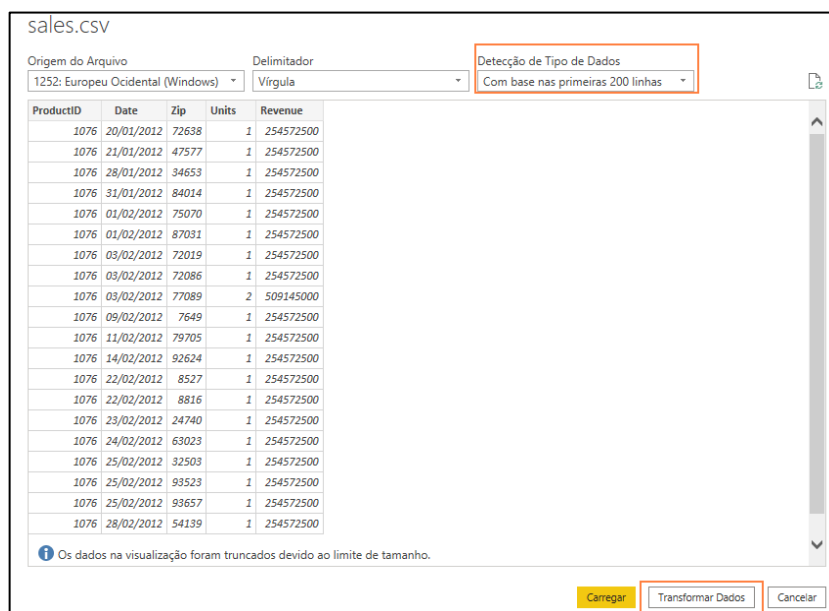 sales.csv
Origem do Arquivo Delimitador Detecção de Tipo de Dados
1252: Europeu Ocidental (Windows) Vírgula Com base nas primeiras 200 linhas
ProductID Date Zip Units Revenue
1076 20/01/2012 72638 1 254572500
1076 21/01/2012 47577 1 254572500
1076 28/01/2012 34653 1 254572500
1076 31/01/2012 84014 1 254572500
1076 01/02/2012 75070 1 254572500
1076 01/02/2012 87031 1 254572500
1076 03/02/2012 72019 1 254572500
1076 03/02/2012 72086 1 254572500
1076 03/02/2012 77089 2 509145000
1076 09/02/2012 7649 1 254572500
1076 11/02/2012 79705 1 254572500
1076 14/02/2012 92624 1 254572500
1076 22/02/2012 8527 1 254572500
1076 22/02/2012 8816 1 254572500
1076 23/02/2012 24740 1 254572500
1076 24/02/2012 63023 1 254572500
1076 25/02/2012 32503 1 254572500
1076 25/02/2012 93523 1 254572500
1076 25/02/2012 93657 1 254572500
1076 28/02/2012 54139 1 254572500
Os dados na visualização foram truncados devido ao limite de tamanho.
Carregar Transformar Dados Cancelar